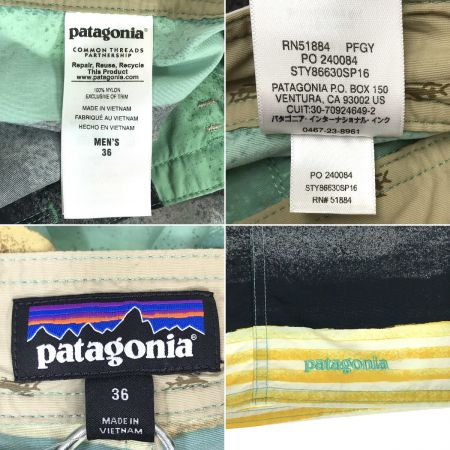 patagonia®
COMMON THREADS
PARTNERSHIP
Repair, Reuse, Recycle
This Product
www.patagonia.com
100% NYLON
EXCLUSIVE OF TRIM
MADE IN VIETNAM
FABRIQUÉ AU VIETNAM
HECHO EN VIETNAM
MEN'S
36
RN51884 PFGY
PO 240084
STY86630SP16
PATAGONIA P.O. BOX 150
VENTURA, CA 93002 US
CUIT:30-70924649-2
パタゴニア・インターナショナル インク
0467-23-8961
PO 240084
STY86630SP16
RN# 51884
patagonia®
36
MADE IN
VIETNAM
patagonia